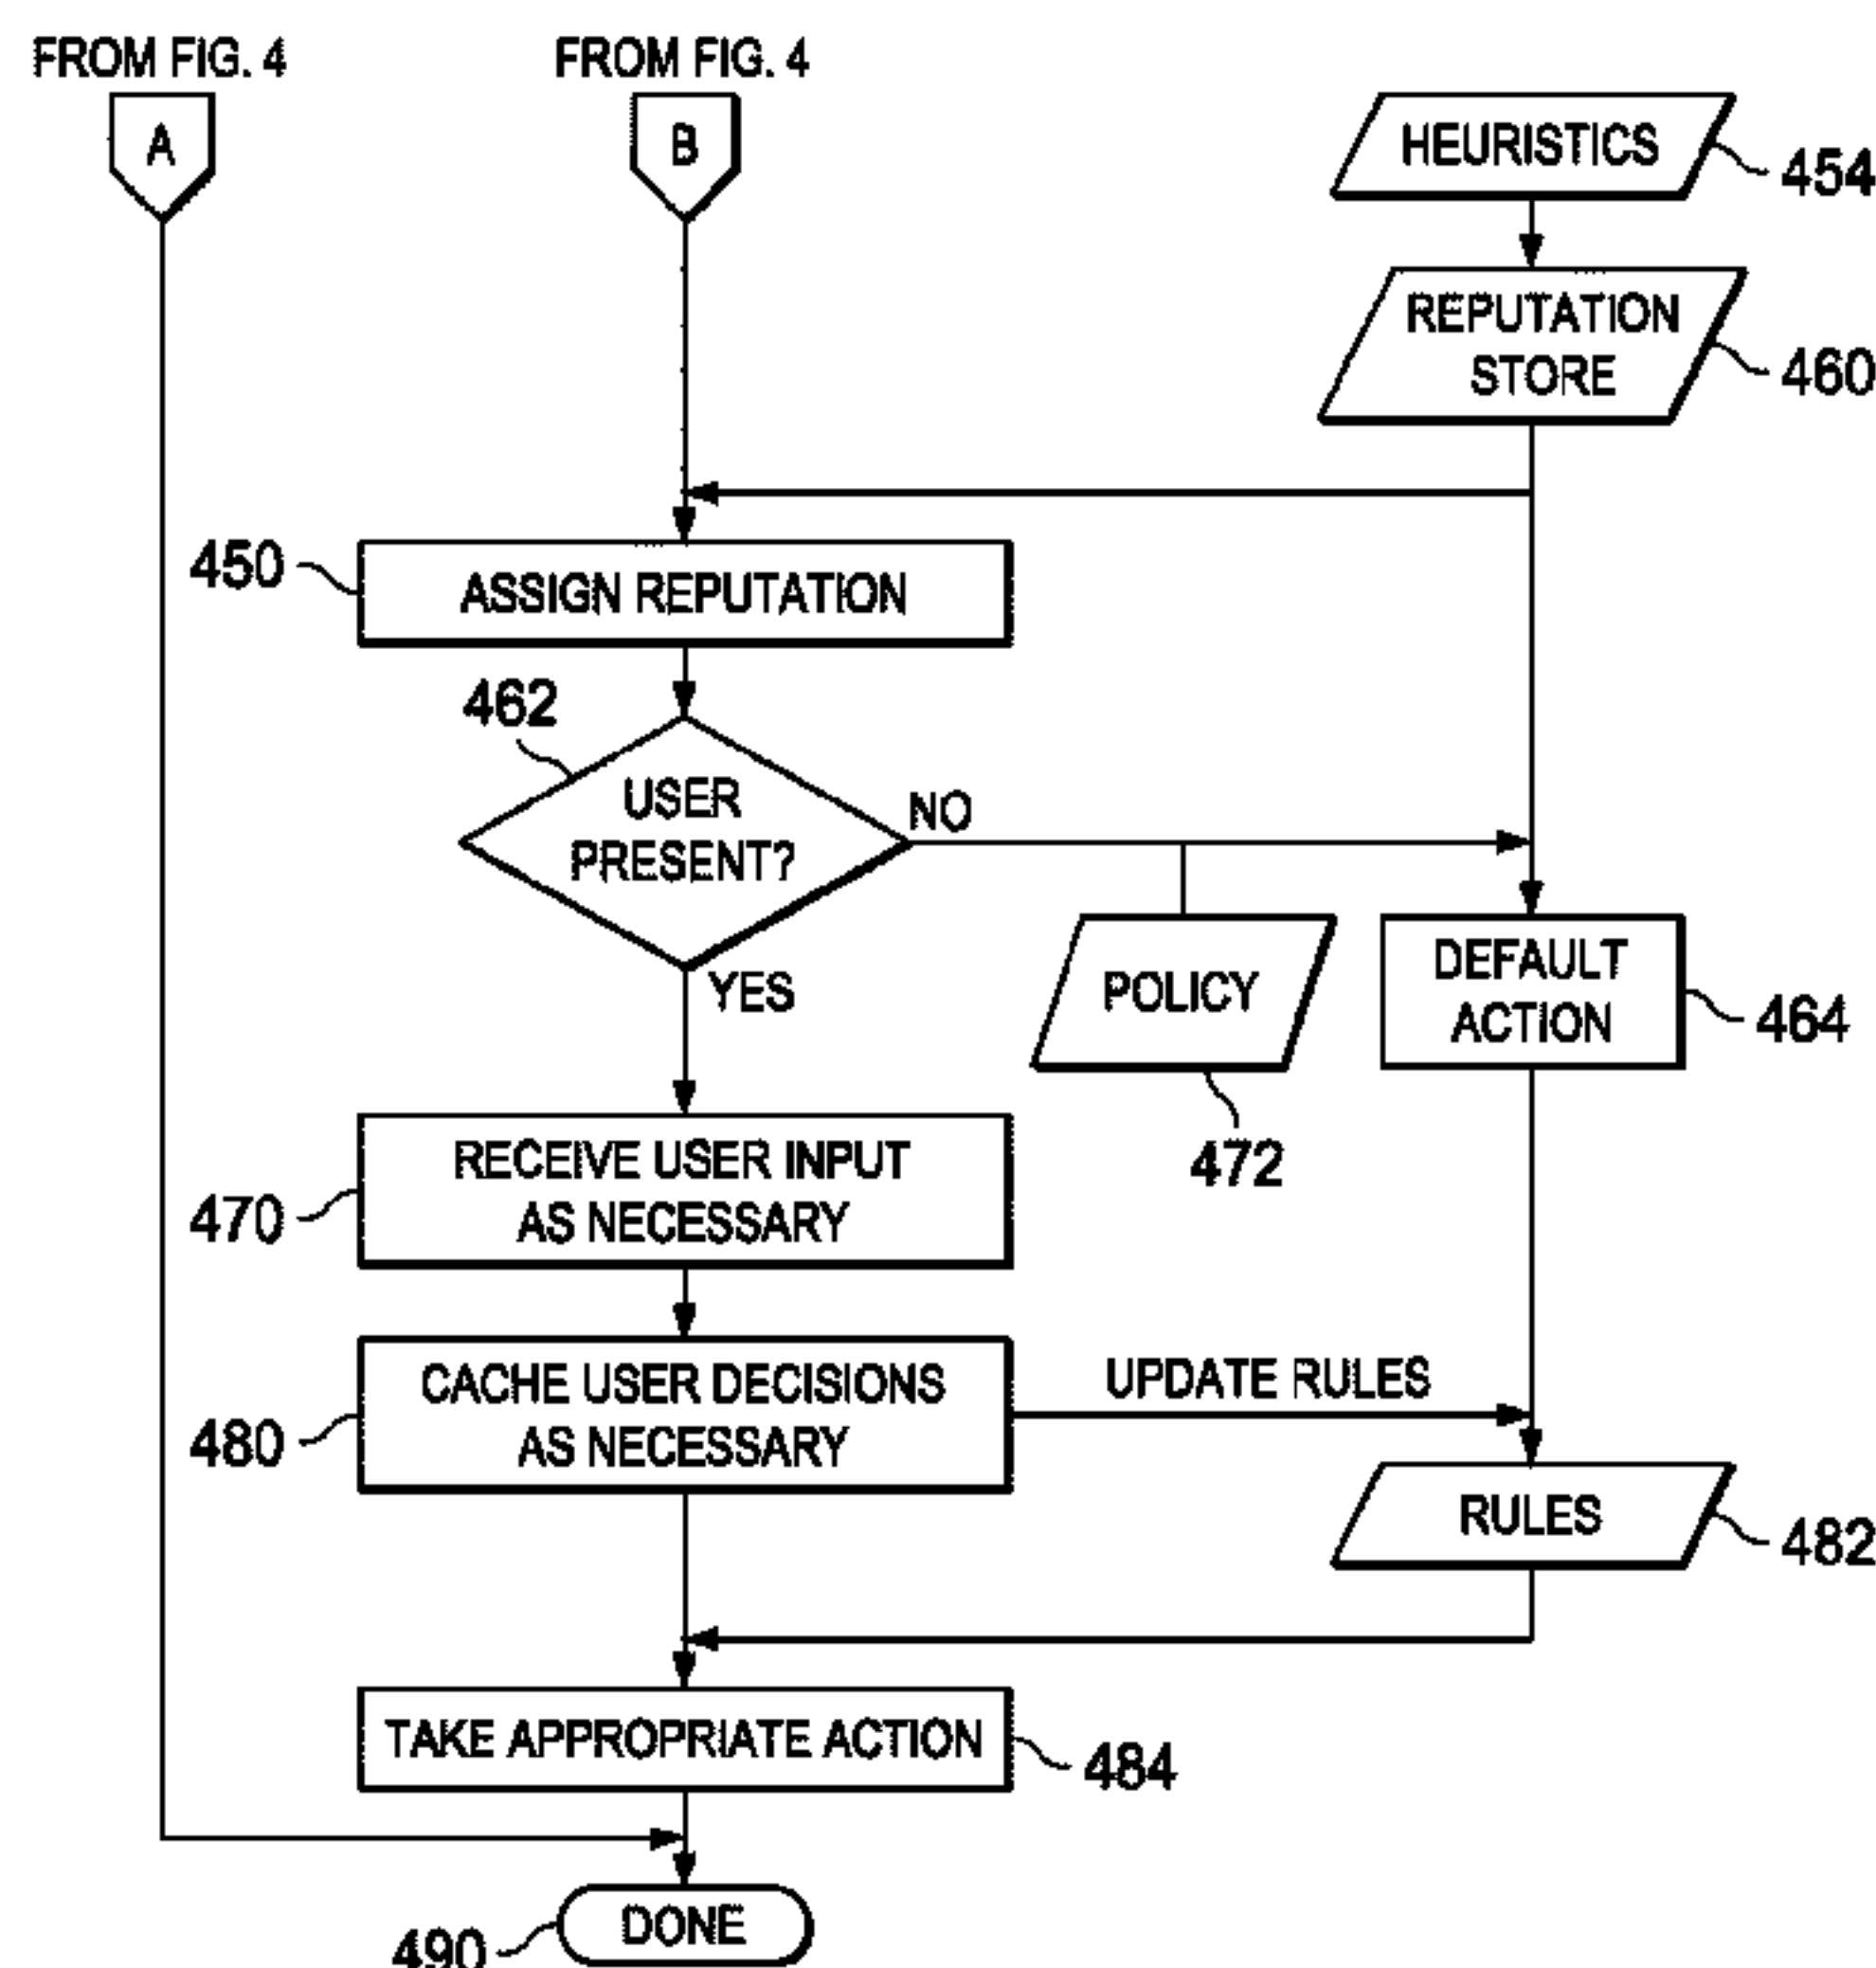 FROM FIG. 4
FROM FIG. 4
A
B
HEURISTICS
454
REPUTATION
STORE
460
450
ASSIGN REPUTATION
462
USER
PRESENT?
NO
YES
POLICY
472
DEFAULT
ACTION
464
RECEIVE USER INPUT
AS NECESSARY
470
CACHE USER DECISIONS
AS NECESSARY
480
UPDATE RULES
RULES
482
TAKE APPROPRIATE ACTION
484
DONE
490